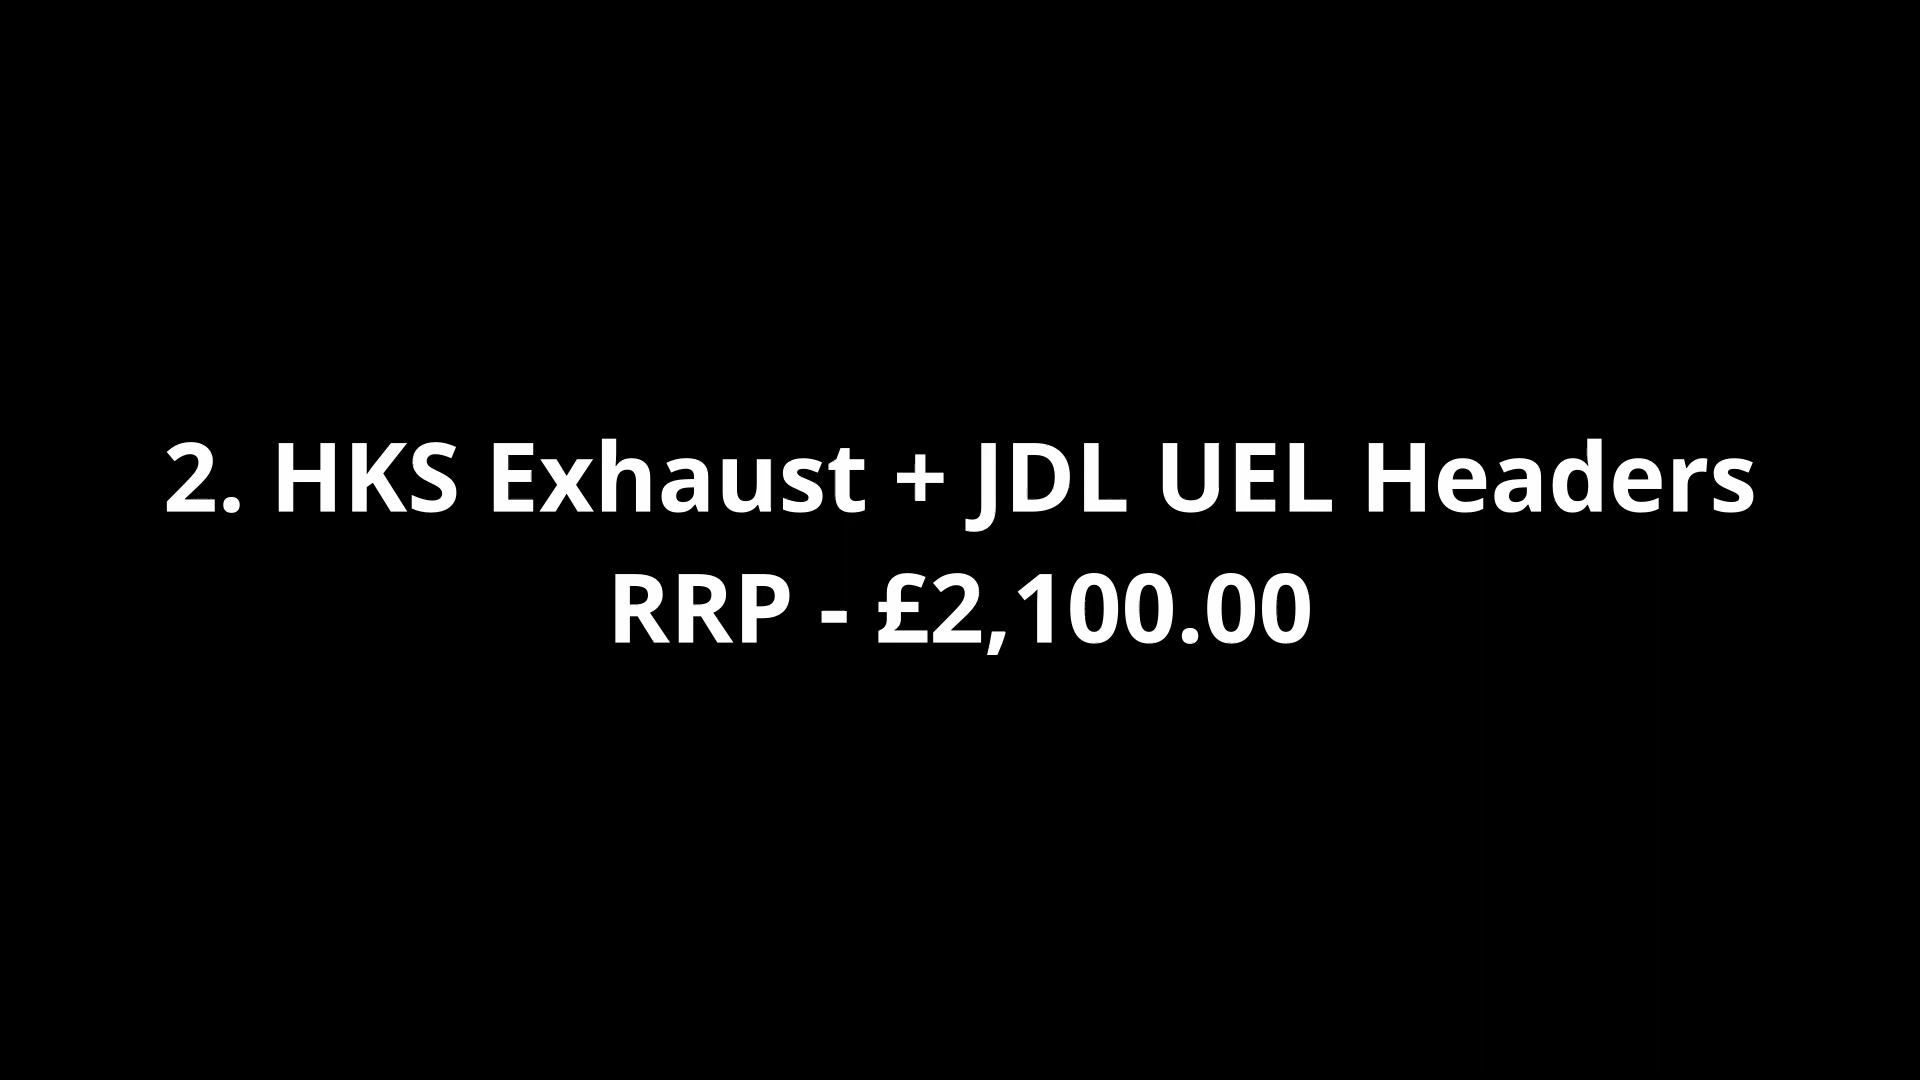 2. HKS Exhaust + JDL UEL Headers
RRP - £2,100.00